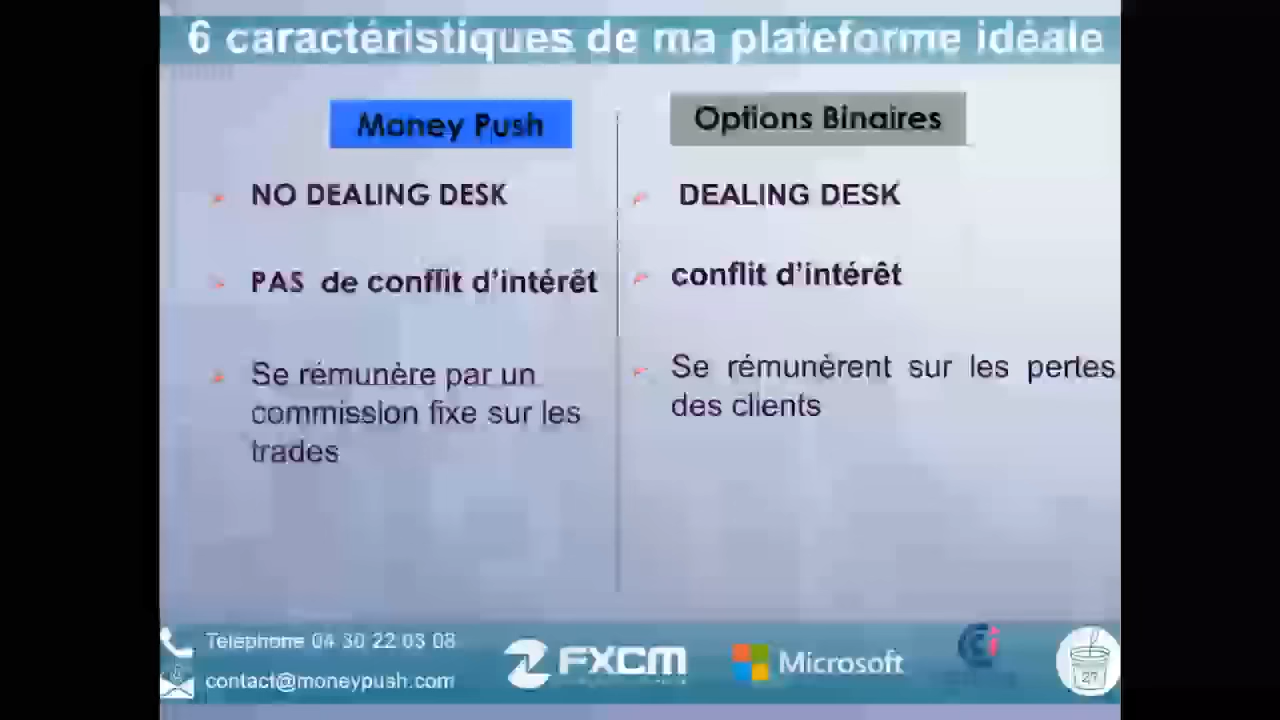 6 caractéristiques de ma plateforme idéale
Money Push
NO DEALING DESK
PAS de conflit d'intérêt
Se rémunère par un
commission fixe sur les
trades
Options Binaires
DEALING DESK
conflit d'intérêt
Se rémunèrent sur les pertes
des clients
Telephone 04 30 22 03 08
contact@moneypush.com
FXCM
Microsoft
27